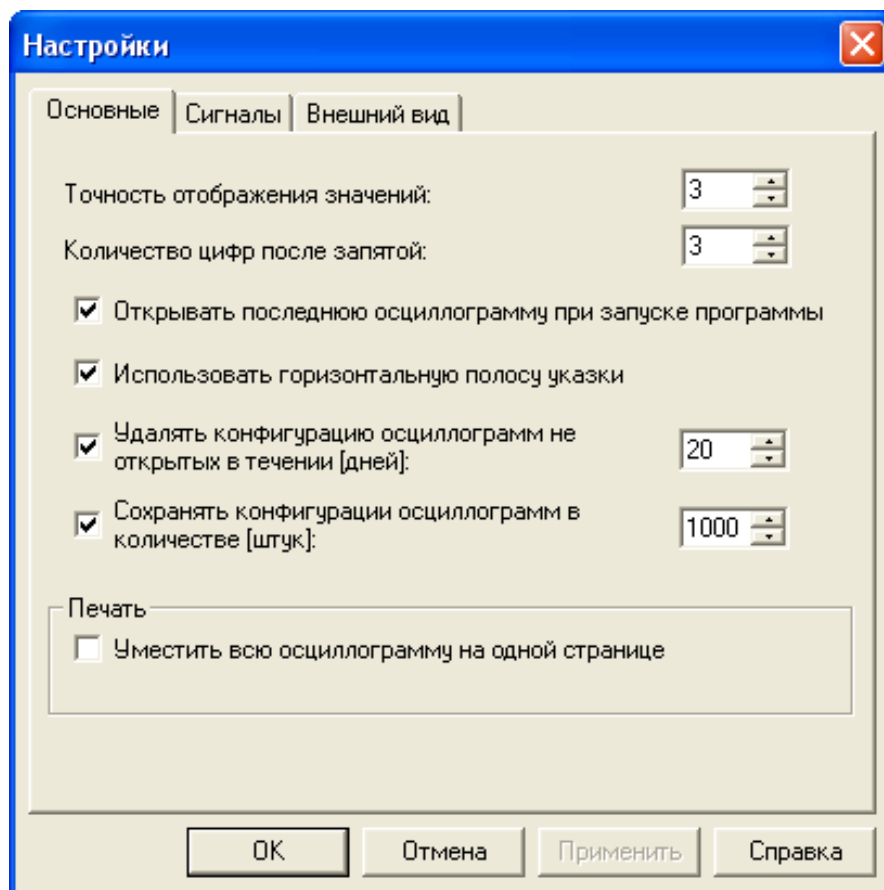 Настройки
Основные Сигналы Внешний вид
Точность отображения значений: 3
Количество цифр после запятой: 3
Открывать последнюю осциллограмму при запуске программы
Использовать горизонтальную полосу указки
Удалять конфигурацию осциллограмм не
открытых в течении [дней]: 20
Сохранять конфигурации осциллограмм в
количестве [штук]: 1000
Печать
Уместить всю осциллограмму на одной странице
OK Отмена Применить Справка